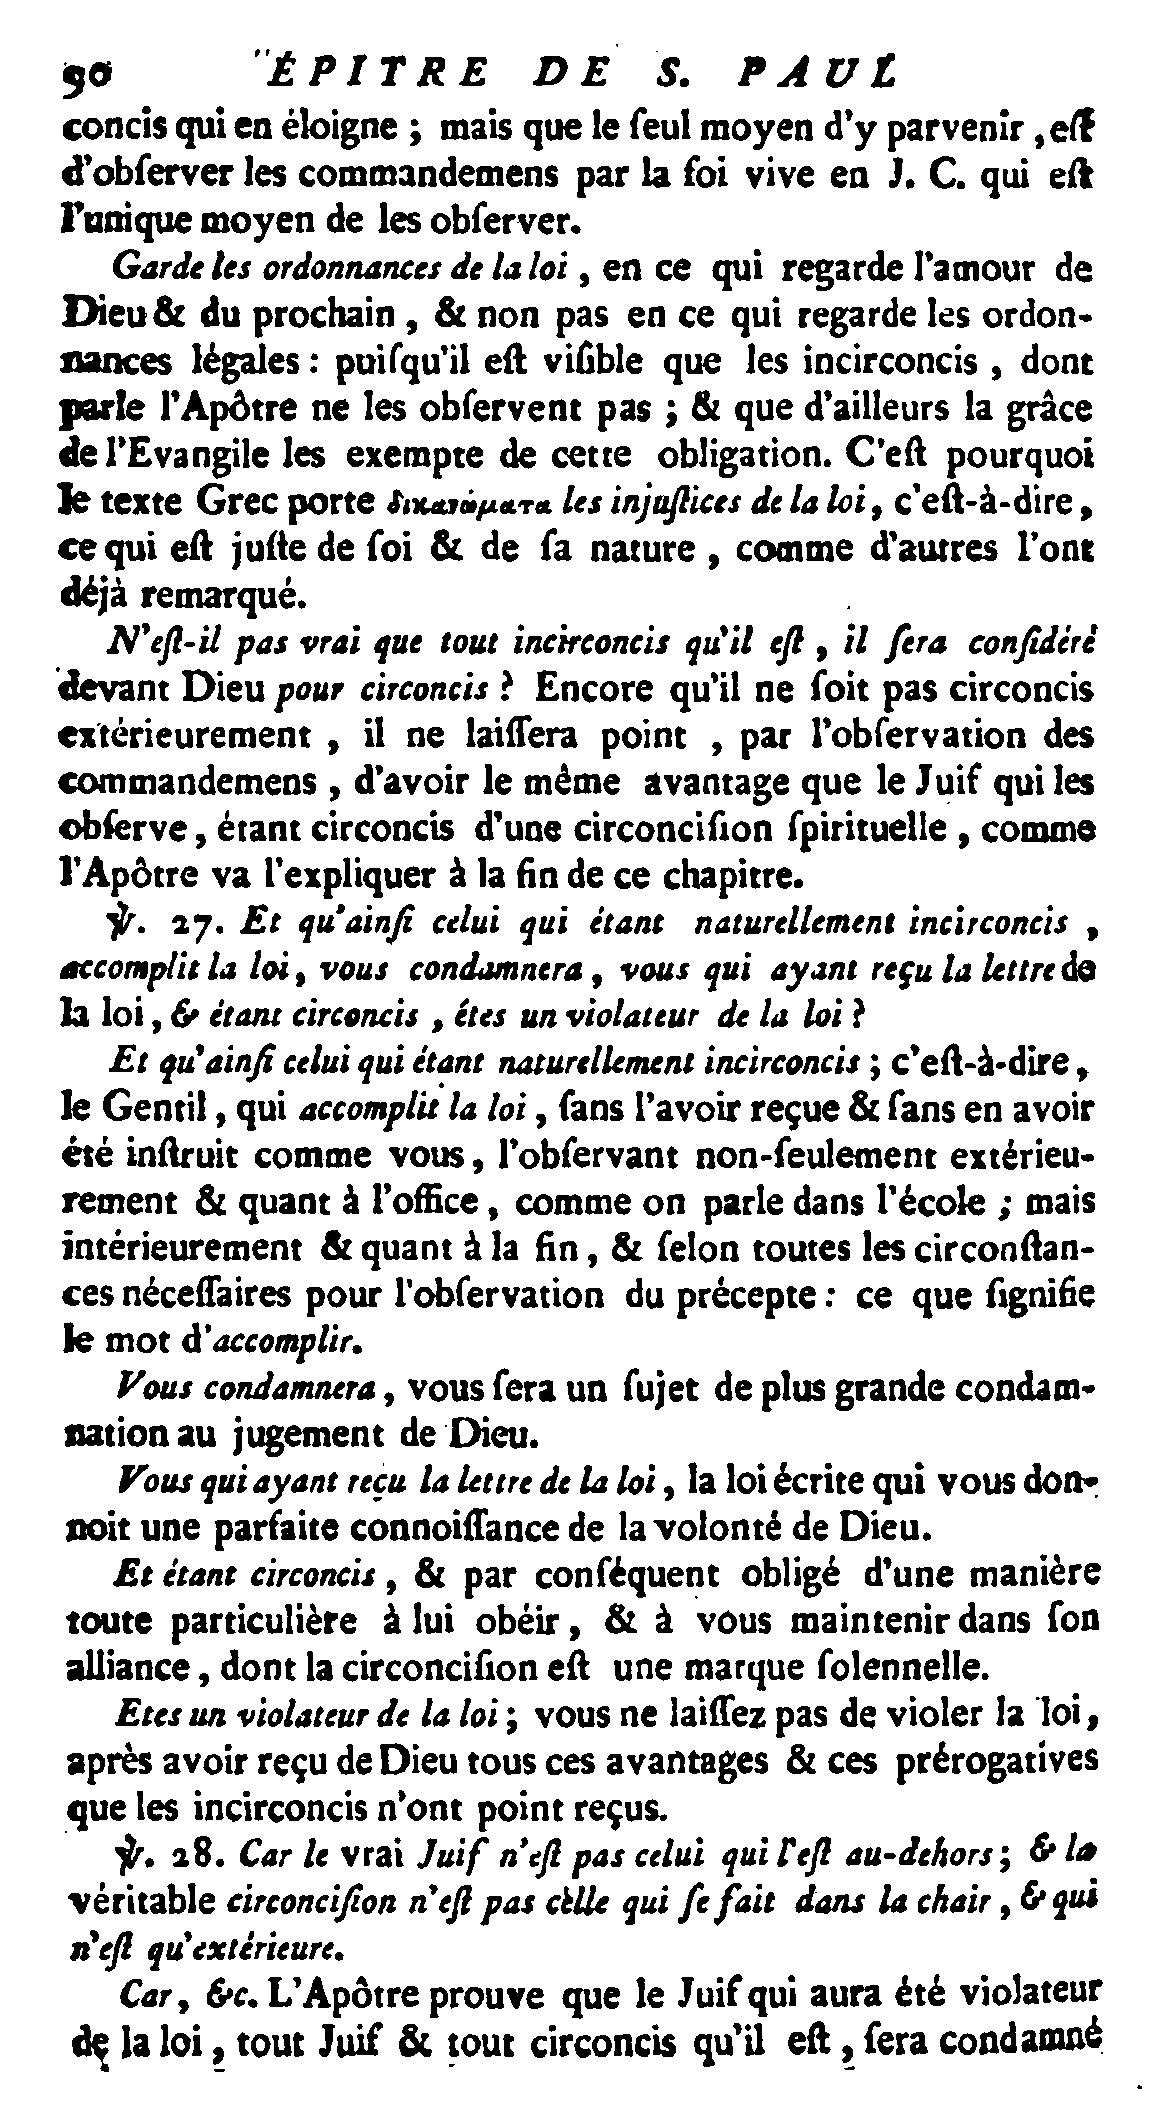 90 ÉPITRE DE S. PAUL
concis qui en éloigne ; mais que le ſeul moyen d'y parvenir , eſt
d'obſerver les commandemens par la foi vive en J. C. qui eſt
l'unique moyen de les obſerver.
Garde les ordonnances de la loi , en ce qui regarde l'amour de
Dieu & du prochain , & non pas en ce qui regarde les ordon-
nances légales : puiſqu'il eſt viſible que les incirconcis , dont
parle l'Apôtre ne les obſervent pas ; & que d'ailleurs la grâce
de l'Evangile les exempte de cette obligation. C'eſt pourquoi
le texte Grec porte δικαιώματα les injuſtices de la loi, c'eſt-à-dire,
ce qui eſt juſte de ſoi & de ſa nature , comme d'autres l'ont
déjà remarqué.
N'eſt-il pas vrai que tout incirconcis qu'il eſt , il ſera conſidéré
devant Dieu pour circoncis ? Encore qu'il ne ſoit pas circoncis
extérieurement , il ne laiſſera point , par l'obſervation des
commandemens , d'avoir le même avantage que le Juif qui les
obſerve, étant circoncis d'une circonciſion ſpirituelle , comme
l'Apôtre va l'expliquer à la fin de ce chapitre.
℣. 27. Et qu'ainſi celui qui étant naturellement incirconcis ,
accomplit la loi, vous condamnera, vous qui ayant reçu la lettre de
la loi, & étant circoncis , êtes un violateur de la loi ?
Et qu'ainſi celui qui étant naturellement incirconcis ; c'eſt-à-dire,
le Gentil , qui accomplit la loi , ſans l'avoir reçue & ſans en avoir
été inſtruit comme vous, l'obſervant non-ſeulement extérieu-
rement & quant à l'office, comme on parle dans l'école ; mais
intérieurement & quant à la fin, & ſelon toutes les circonſtan-
ces néceſſaires pour l'obſervation du précepte : ce que ſignifie
le mot d'accomplir.
Vous condamnera, vous ſera un ſujet de plus grande condam-
nation au jugement de Dieu.
Vous qui ayant reçu la lettre de la loi, la loi écrite qui vous don-
noit une parfaite connoiſſance de la volonté de Dieu.
Et étant circoncis , & par conſéquent obligé d'une manière
toute particulière à lui obéir, & à vous maintenir dans ſon
alliance, dont la circonciſion eſt une marque ſolennelle.
Etes un violateur de la loi ; vous ne laiſſez pas de violer la loi,
après avoir reçu de Dieu tous ces avantages & ces prérogatives
que les incirconcis n'ont point reçus.
℣. 28. Car le vrai Juif n'eſt pas celui qui l'eſt au-dehors ; & la
véritable circonciſion n'eſt pas celle qui ſe fait dans la chair , & qui
n'eſt qu'extérieure.
Car, &c. L'Apôtre prouve que le Juif qui aura été violateur
de la loi , tout Juif & tout circoncis qu'il eſt , ſera condamné